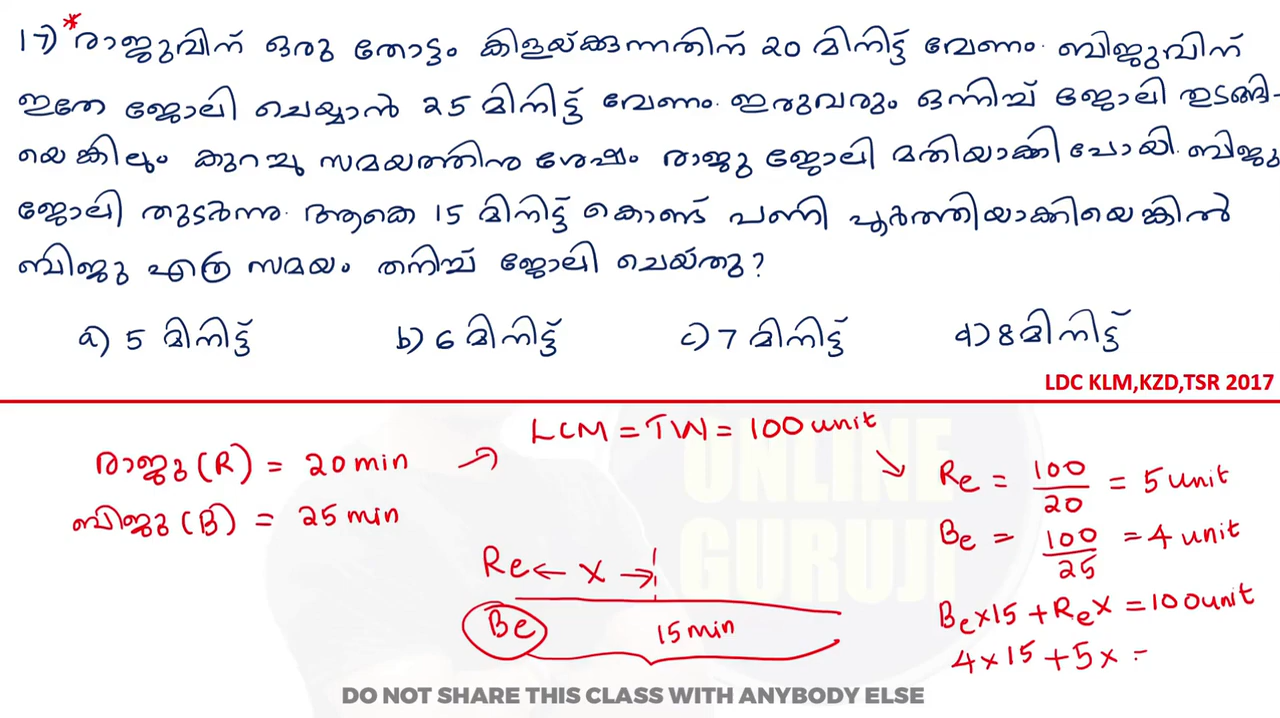 17) * രാജുവിന് ഒരു തോട്ടം കിളയ്ക്കുന്നതിന് 20 മിനിട്ട് വേണം. ബിജുവിന്
ഇതേ ജോലി ചെയ്യാൻ 25 മിനിട്ട് വേണം. ഇരുവരും ഒന്നിച്ച് ജോലി തുടങ്ങി-
യെങ്കിലും കുറച്ചു സമയത്തിനു ശേഷം രാജു ജോലി മതിയാക്കി പോയി. ബിജു
ജോലി തുടർന്നു. ആകെ 15 മിനിട്ട് കൊണ്ട് പണി പൂർത്തിയാക്കിയെങ്കിൽ
ബിജു എത്ര സമയം തനിച്ച് ജോലി ചെയ്തു?
a) 5 മിനിട്ട് b) 6 മിനിട്ട് c) 7 മിനിട്ട് d) 8 മിനിട്ട്
LDC KLM,KZD,TSR 2017
LCM = TW = 100 unit
രാജു (R) = 20 min
ബിജു (B) = 25 min
Re = 100/20 = 5 unit
Be = 100/25 = 4 unit
Re ← x →
Be 15 min
Be x 15 + Re x = 100 unit
4 x 15 + 5x =
ONLINE
GURUJI
DO NOT SHARE THIS CLASS WITH ANYBODY ELSE